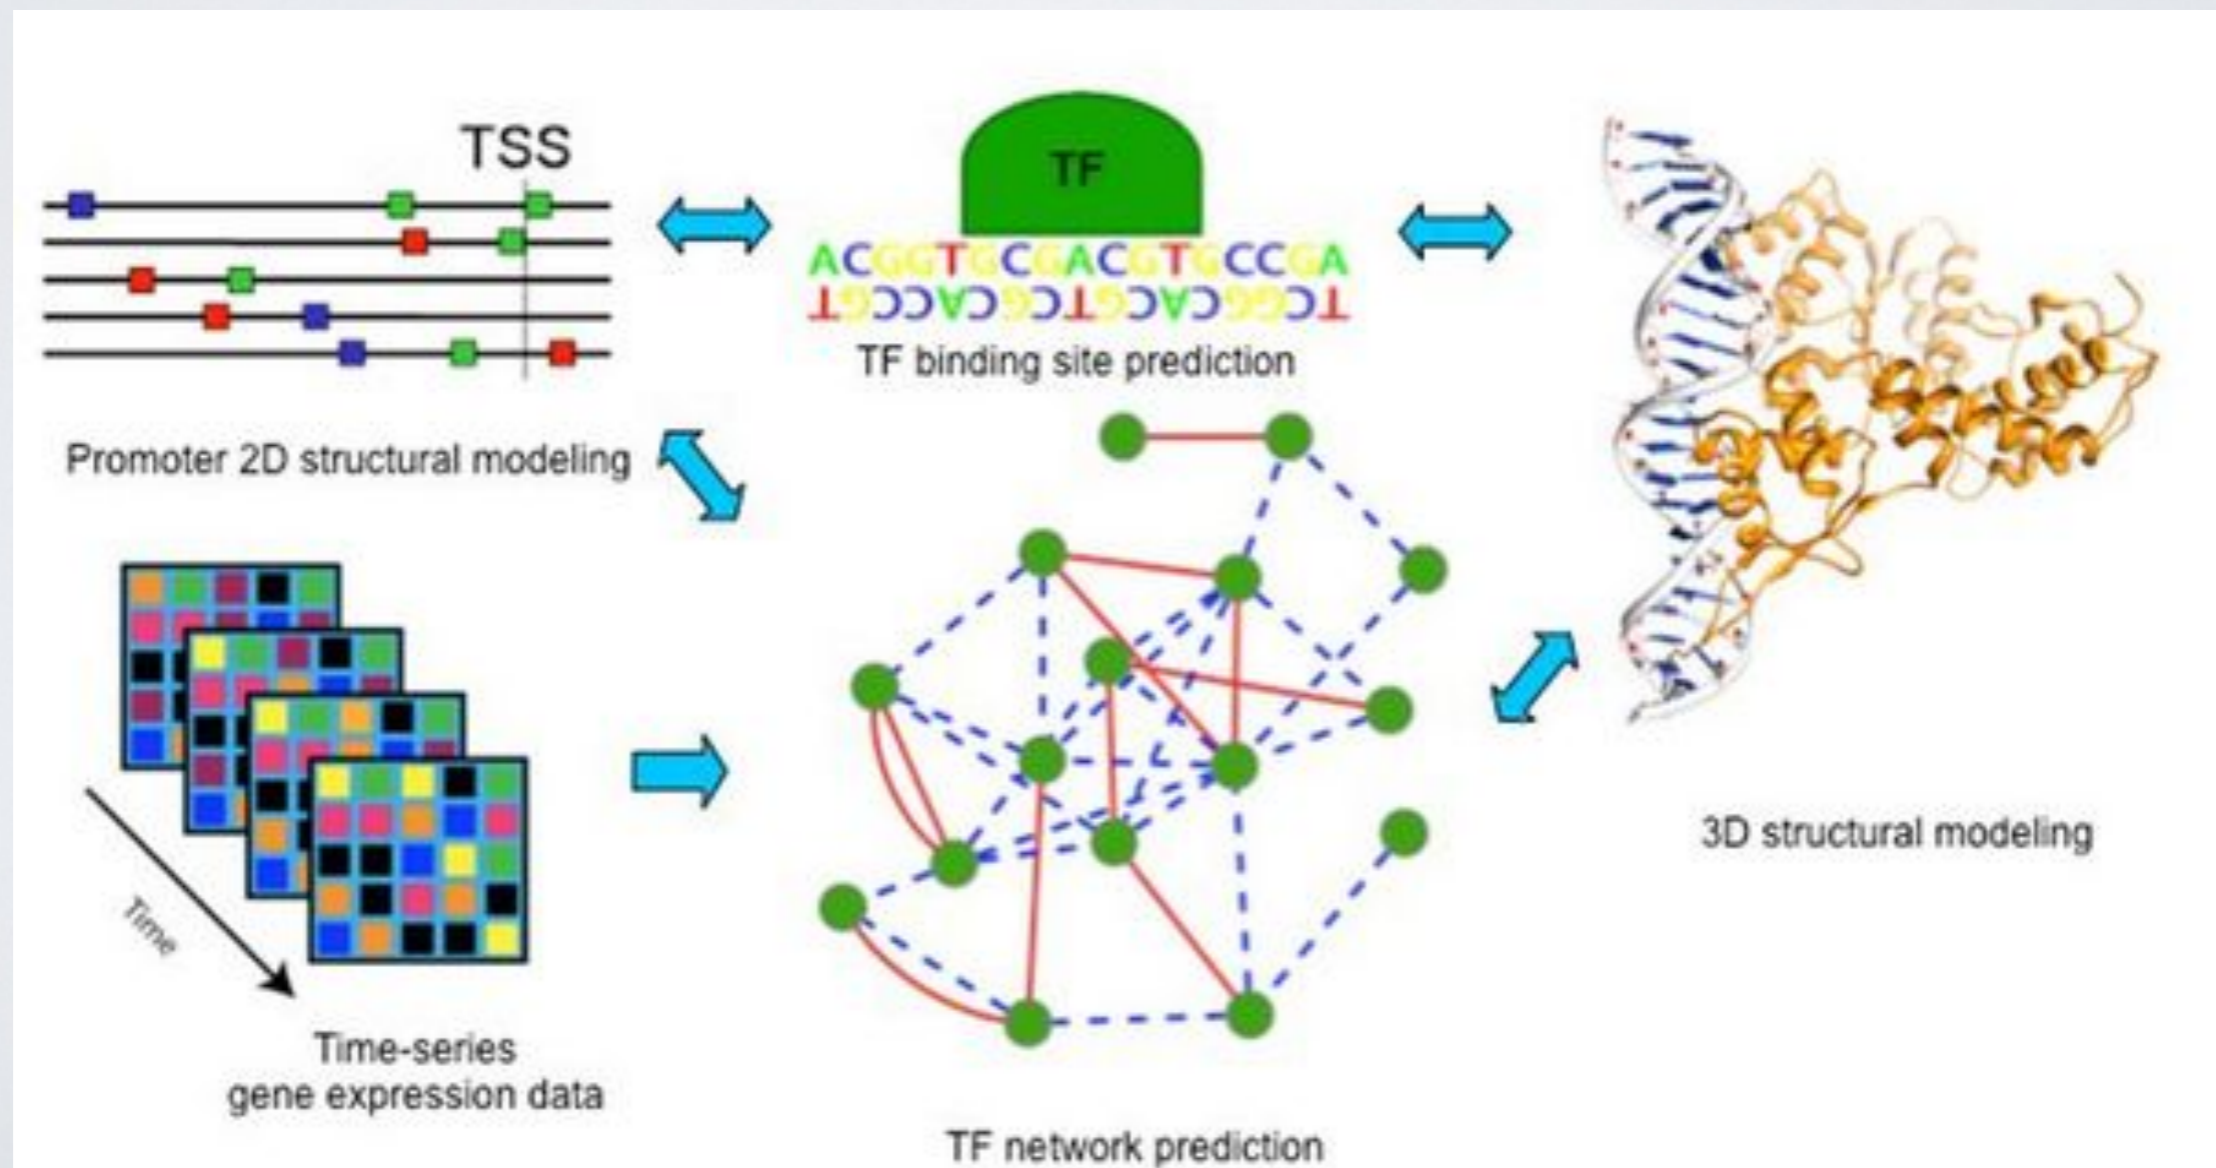 TSS
TF
ACGGTGCGACGTGCCGA
Promoter 2D structural modeling
TF binding site prediction
Time
Time-series
gene expression data
3D structural modeling
TF network prediction